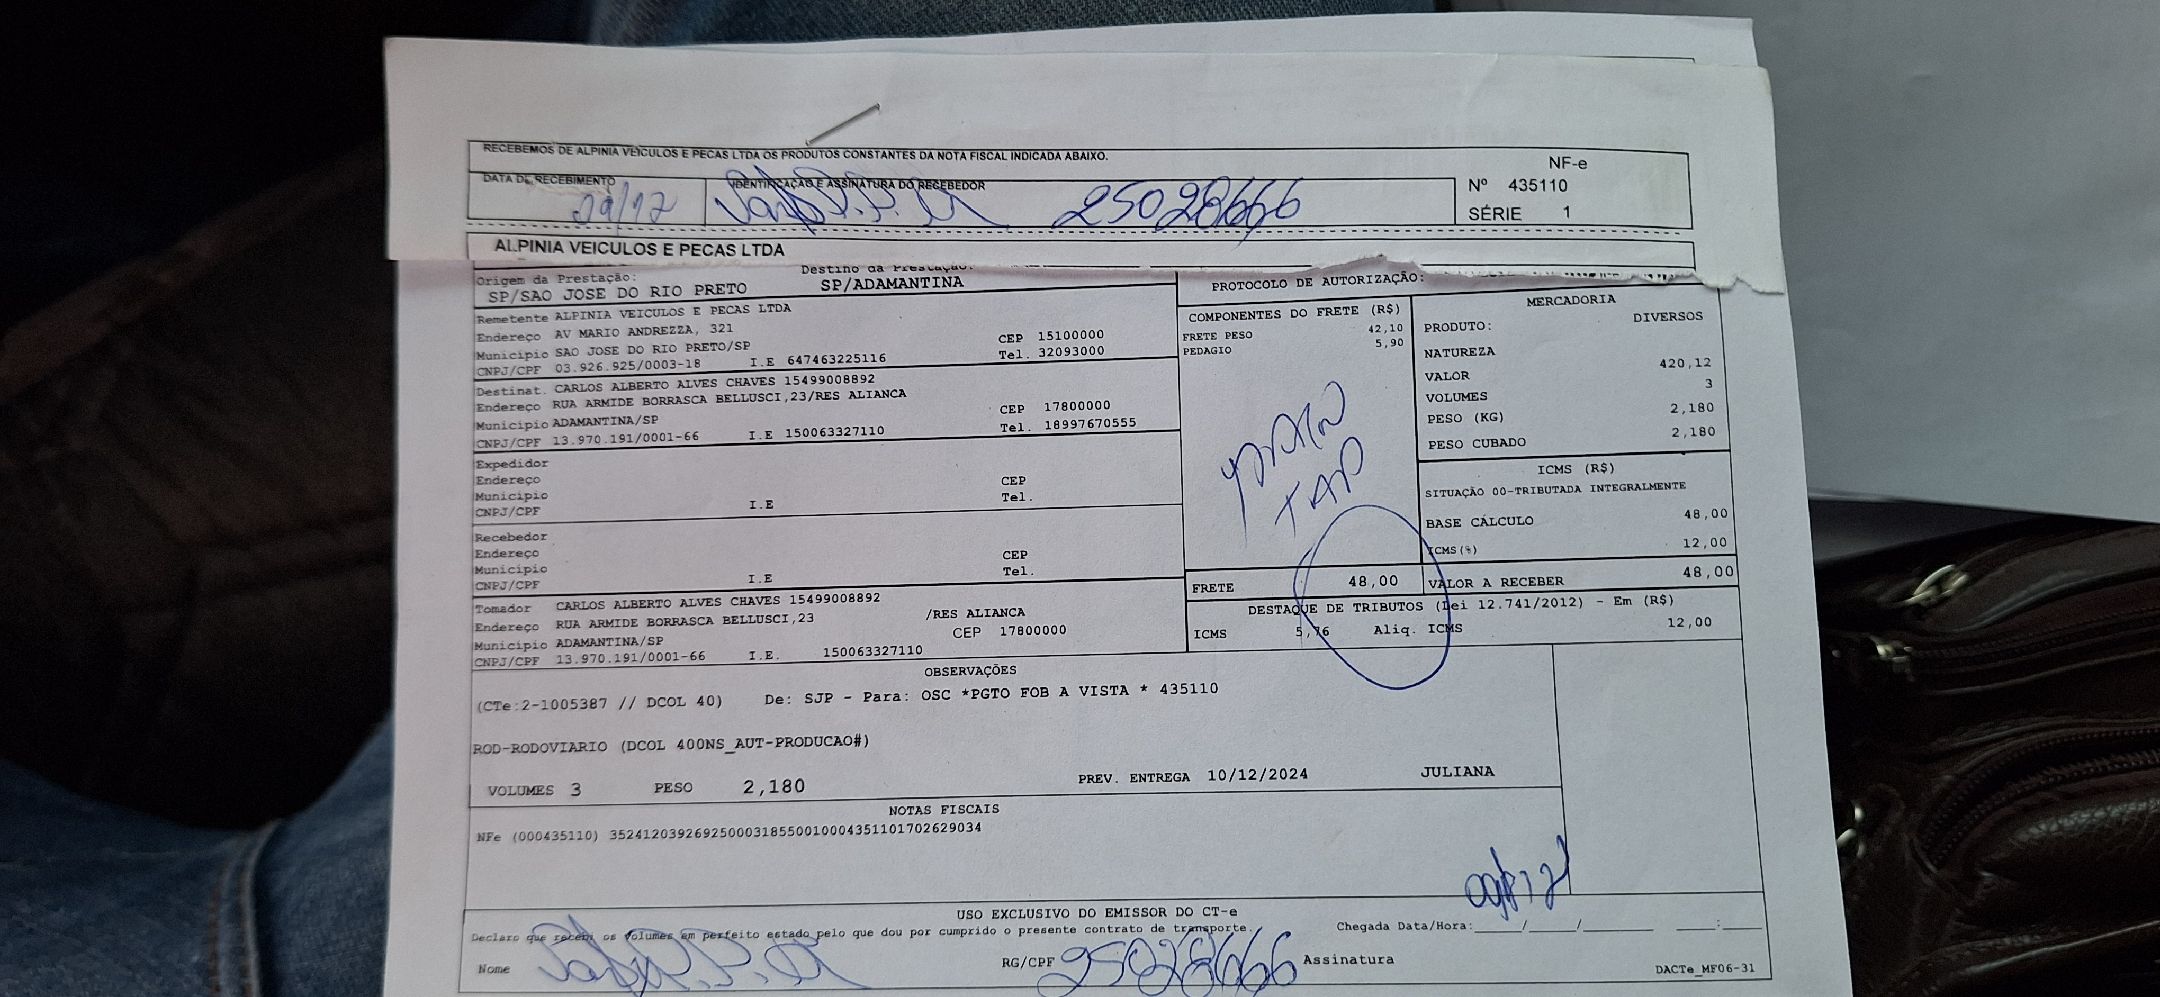 RECEBEMOS DE ALPINIA VEICULOS E PECAS LTDA OS PRODUTOS CONSTANTES DA NOTA FISCAL INDICADA ABAIXO.
NF-e
Nº 435110
SÉRIE 1
DATA DE RECEBIMENTO
IDENTIFICAÇÃO E ASSINATURA DO RECEBEDOR
25028666
ALPINIA VEICULOS E PECAS LTDA
Origem da Prestação:
SP/SAO JOSE DO RIO PRETO
Destino da Prestação:
SP/ADAMANTINA
PROTOCOLO DE AUTORIZAÇÃO:
Remetente ALPINIA VEICULOS E PECAS LTDA
Endereço AV MARIO ANDREZZA, 321
CEP 15100000
Município SAO JOSE DO RIO PRETO/SP
Tel. 32093000
CNPJ/CPF 03.926.925/0003-18 I.E 647463225116
Destinat. CARLOS ALBERTO ALVES CHAVES 15499008892
Endereço RUA ARMIDE BORRASCA BELLUSCI,23/RES ALIANCA
CEP 17800000
Município ADAMANTINA/SP
Tel. 18997670555
CNPJ/CPF 13.970.191/0001-66 I.E 150063327110
Expedidor
Endereço CEP
Município Tel.
CNPJ/CPF I.E
Recebedor
Endereço CEP
Município Tel.
CNPJ/CPF I.E
Tomador CARLOS ALBERTO ALVES CHAVES 15499008892
Endereço RUA ARMIDE BORRASCA BELLUSCI,23 /RES ALIANCA
Município ADAMANTINA/SP CEP 17800000
CNPJ/CPF 13.970.191/0001-66 I.E. 150063327110
COMPONENTES DO FRETE (R$)
FRETE PESO 42,10
PEDAGIO 5,90
TAD
FRETE 48,00
MERCADORIA
PRODUTO: DIVERSOS
NATUREZA
VALOR 420,12
VOLUMES 3
PESO (KG) 2,180
PESO CUBADO 2,180
ICMS (R$)
SITUAÇÃO 00-TRIBUTADA INTEGRALMENTE
BASE CÁLCULO 48,00
ICMS(%) 12,00
VALOR A RECEBER 48,00
DESTAQUE DE TRIBUTOS (Lei 12.741/2012) - Em (R$)
ICMS 5,76 Aliq. ICMS 12,00
OBSERVAÇÕES
(CTe:2-1005387 // DCOL 40) De: SJP - Para: OSC *PGTO FOB A VISTA * 435110
ROD-RODOVIARIO (DCOL 400NS_AUT-PRODUCAO#)
VOLUMES 3 PESO 2,180 PREV. ENTREGA 10/12/2024 JULIANA
NOTAS FISCAIS
NFe (000435110) 35241203926925000318550010004351101702629034
09/12
USO EXCLUSIVO DO EMISSOR DO CT-e
Declaro que recebi os volumes em perfeito estado pelo que dou por cumprido o presente contrato de transporte.
Chegada Data/Hora:____/____/______ ____:____
Nome
RG/CPF 25028666 Assinatura
DACTe_MF06-31